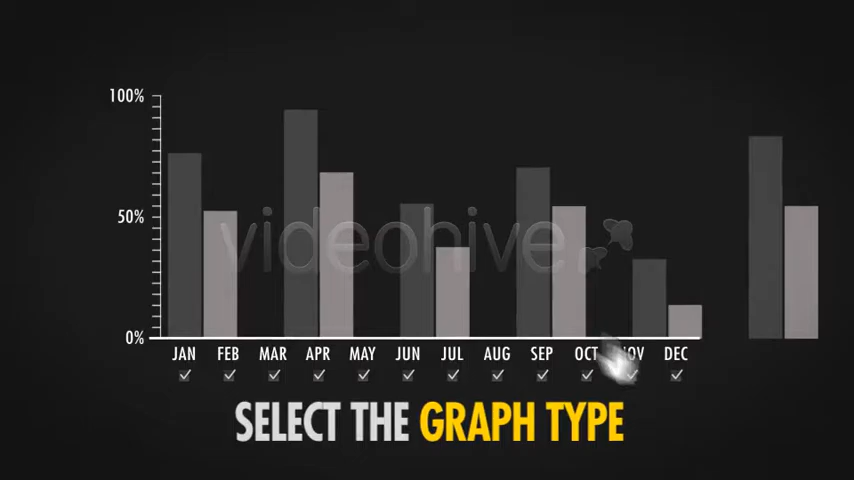 100%
50%
videohive
0%
JAN FEB MAR APR MAY JUN JUL AUG SEP OCT NOV DEC
SELECT THE GRAPH TYPE